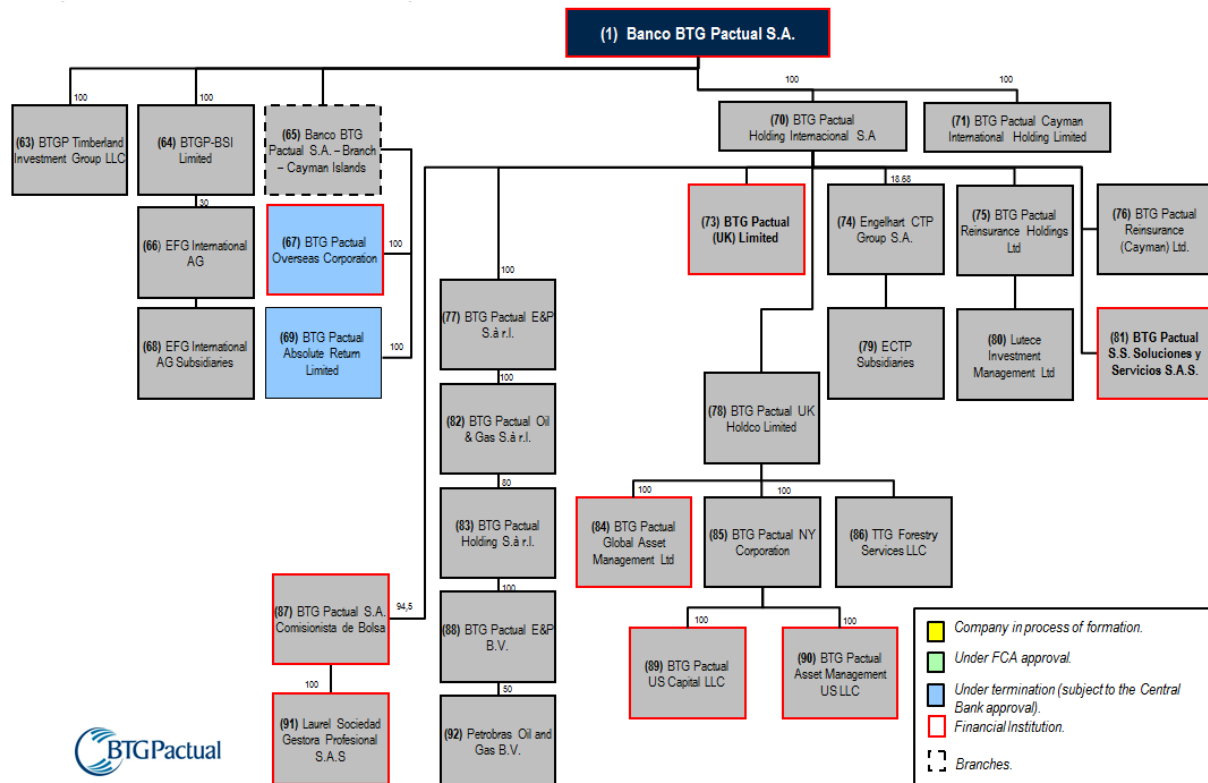 (1) Banco BTG Pactual S.A.
100
100
100
100
(63) BTGP Timberland
Investment Group LLC
(64) BTGP-BSI
Limited
(65) Banco BTG
Pactual S.A. – Branch
– Cayman Islands
(70) BTG Pactual
Holding Internacional S.A
(71) BTG Pactual Cayman
International Holding Limited
30
18.68
(66) EFG International
AG
(67) BTG Pactual
Overseas Corporation
100
(73) BTG Pactual
(UK) Limited
(74) Engelhart CTP
Group S.A.
(75) BTG Pactual
Reinsurance Holdings
Ltd
(76) BTG Pactual
Reinsurance
(Cayman) Ltd.
100
(68) EFG International
AG Subsidiaries
(69) BTG Pactual
Absolute Return
Limited
100
(77) BTG Pactual E&P
S.à r.l.
(79) ECTP
Subsidiaries
(80) Lutece
Investment
Management Ltd
(81) BTG Pactual
S.S. Soluciones y
Servicios S.A.S.
100
(82) BTG Pactual Oil
& Gas S.à r.l.
(78) BTG Pactual UK
Holdco Limited
80
100
100
(83) BTG Pactual
Holding S.à r.l.
(84) BTG Pactual
Global Asset
Management Ltd
(85) BTG Pactual NY
Corporation
(86) TTG Forestry
Services LLC
(87) BTG Pactual S.A.
Comisionista de Bolsa
94,5
100
(88) BTG Pactual E&P
B.V.
100
100
(89) BTG Pactual
US Capital LLC
(90) BTG Pactual
Asset Management
US LLC
100
50
(91) Laurel Sociedad
Gestora Profesional
S.A.S
(92) Petrobras Oil and
Gas B.V.
Company in process of formation.
Under FCA approval.
Under termination (subject to the Central
Bank approval).
Financial Institution.
Branches.
BTGPactual